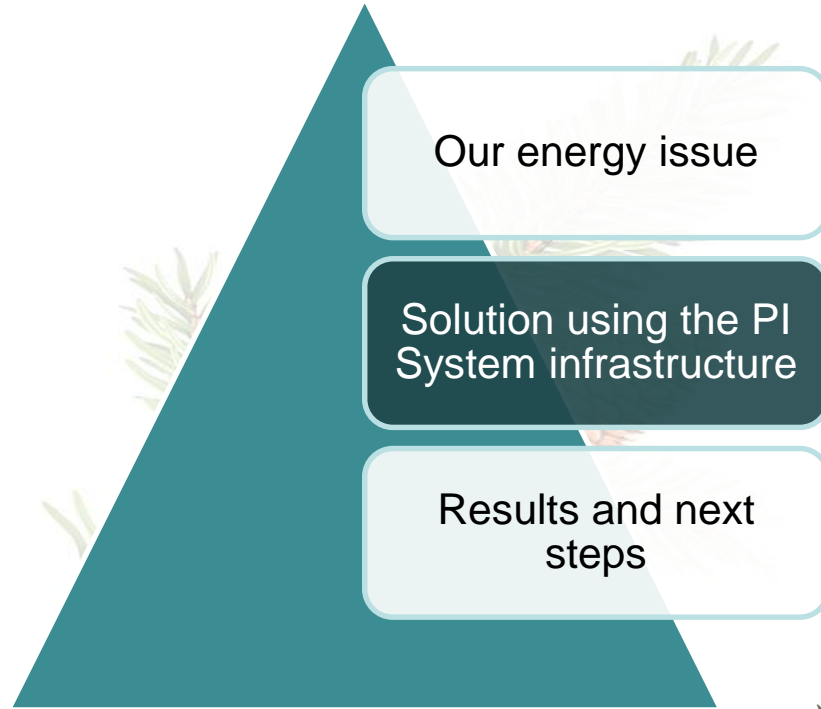 Our energy issue
Solution using the PI
System infrastructure
Results and next
steps